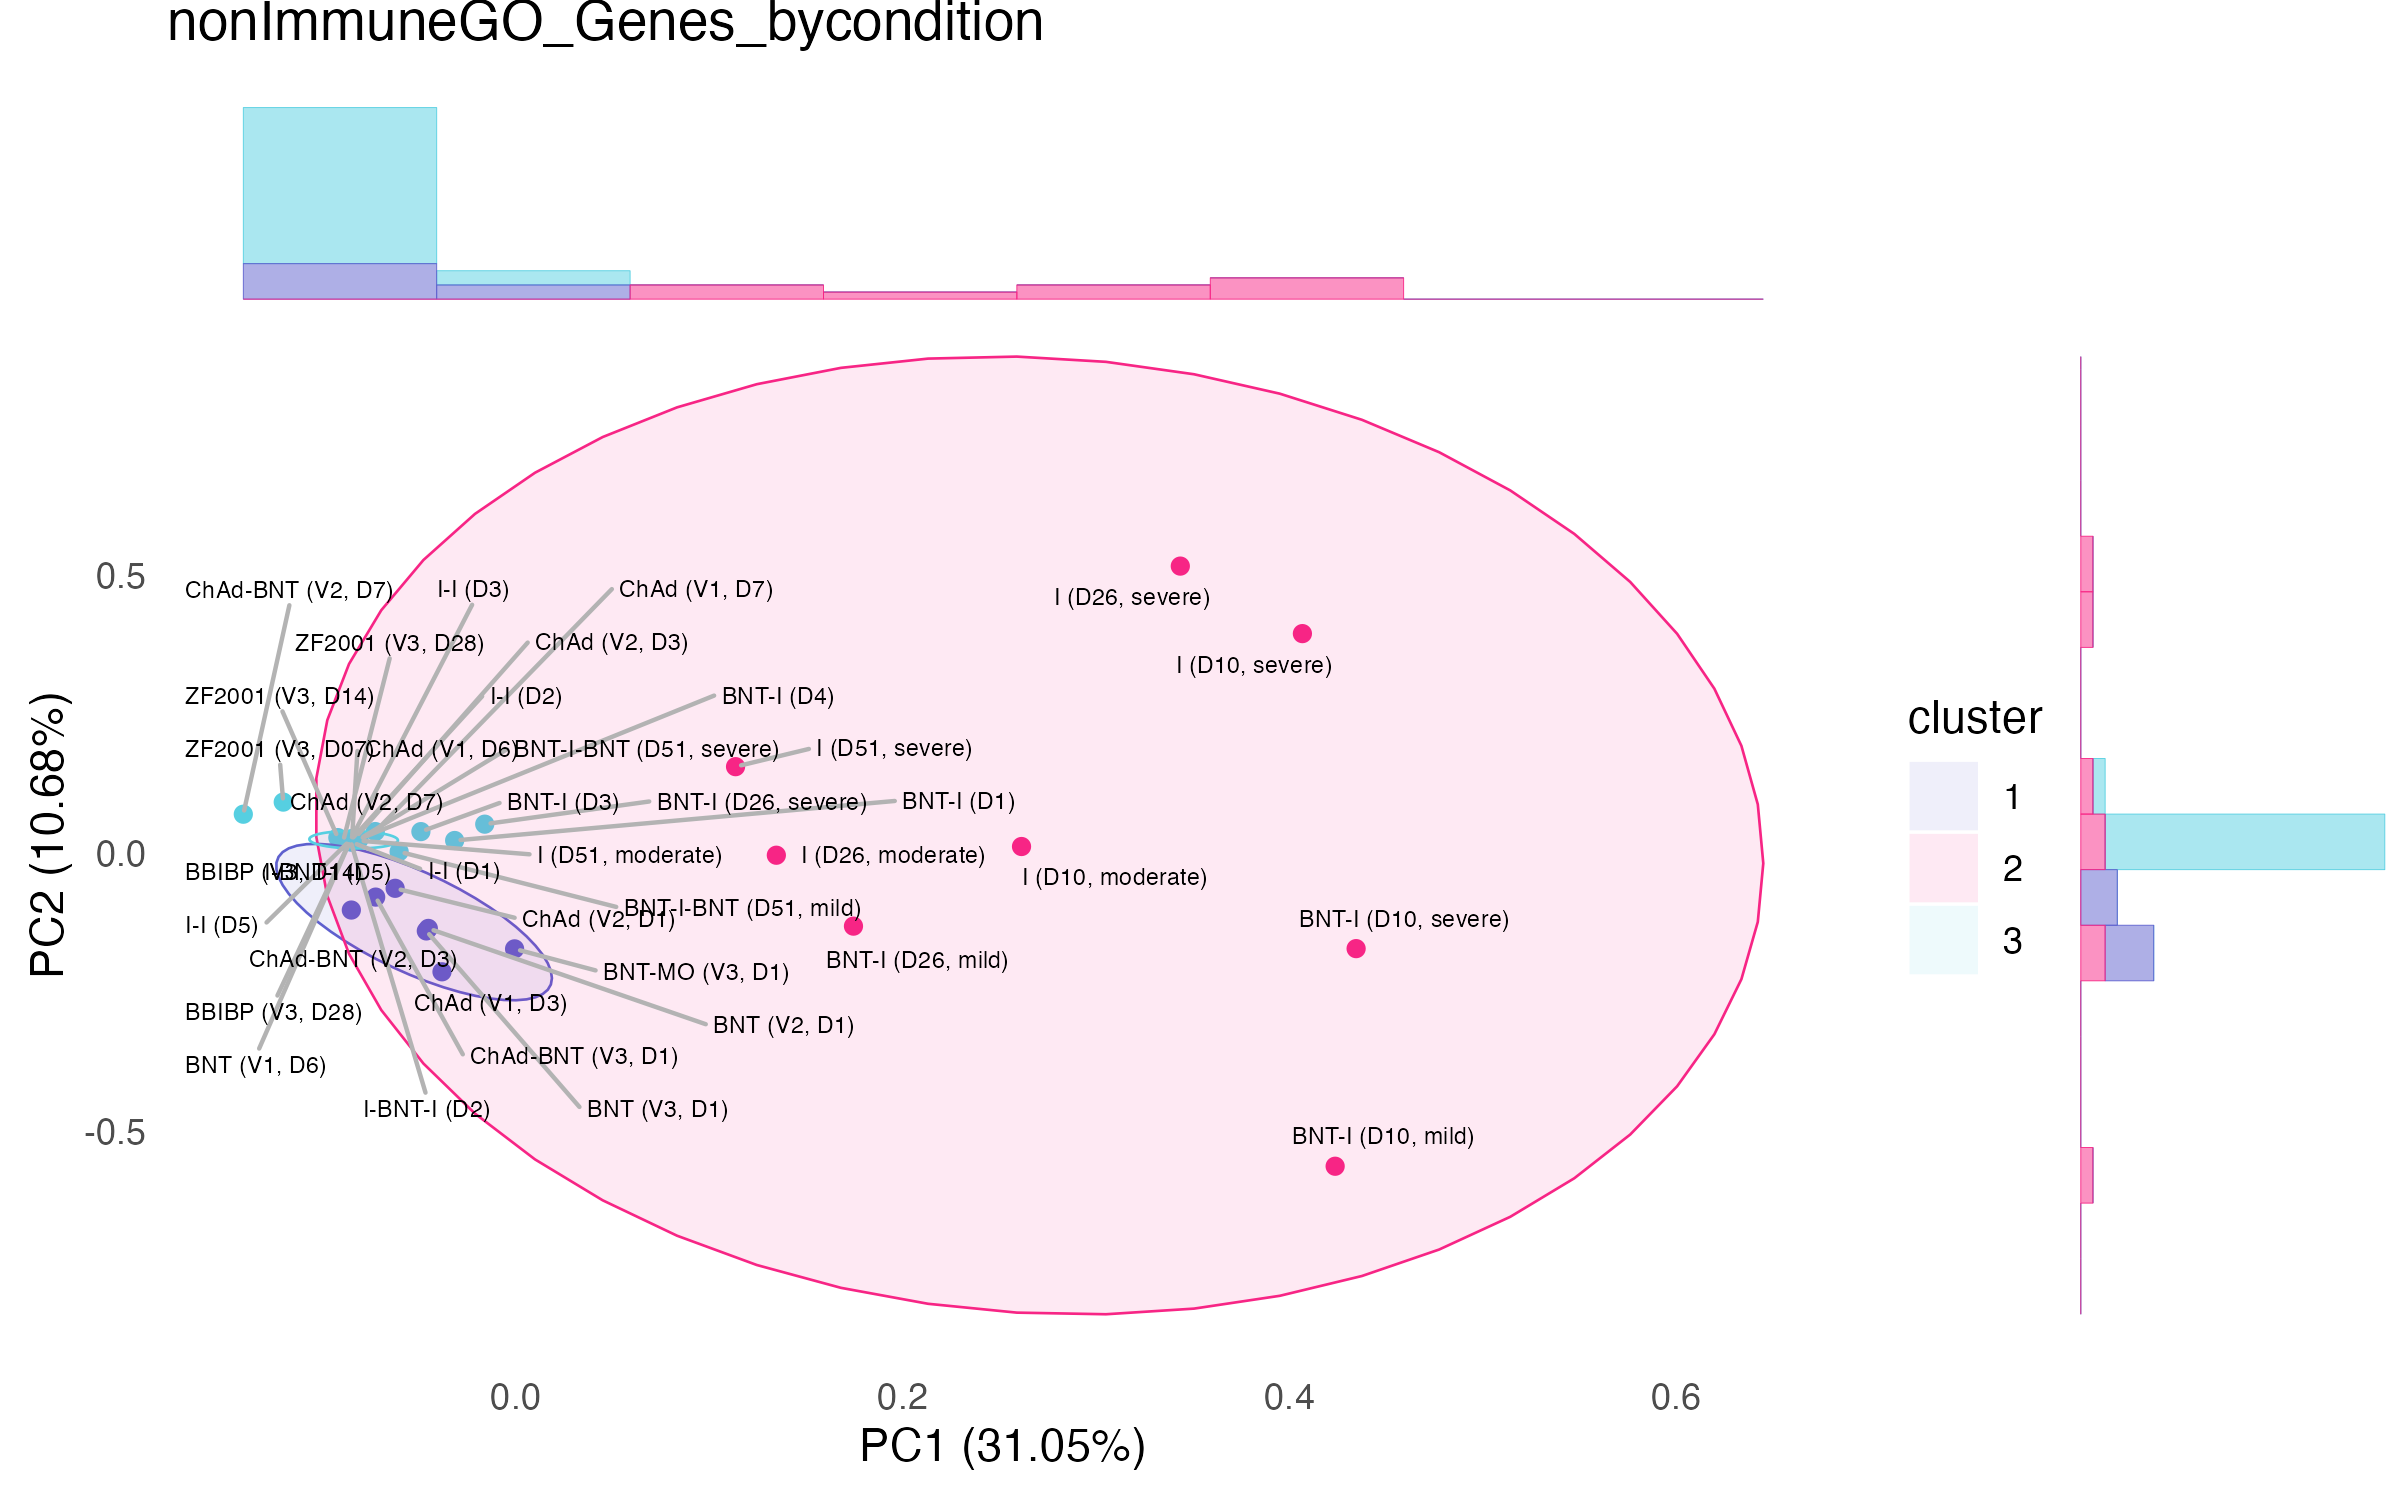 nonImmuneGO_Genes_bycondition
0.5
0.0
-0.5
PC2 (10.68%)
ChAd-BNT (V2, D7)
I-I (D3)
ChAd (V1, D7)
I (D26, severe)
ZF2001 (V3, D28)
ChAd (V2, D3)
I (D10, severe)
ZF2001 (V3, D14)
I-I (D2)
BNT-I (D4)
ZF2001 (V3, D07)
ChAd (V1, D6)
BNT-I-BNT (D51, severe)
I (D51, severe)
ChAd (V2, D7)
BNT-I (D3)
BNT-I (D26, severe)
BNT-I (D1)
I (D51, moderate)
I (D26, moderate)
I (D10, moderate)
BBIBP (V3, D14)
I-BNT-I (D5)
I-I (D1)
I-I (D5)
ChAd (V2, D1)
BNT-I-BNT (D51, mild)
BNT-I (D10, severe)
ChAd-BNT (V2, D3)
BNT-MO (V3, D1)
BNT-I (D26, mild)
BBIBP (V3, D28)
ChAd (V1, D3)
BNT (V2, D1)
BNT (V1, D6)
ChAd-BNT (V3, D1)
I-BNT-I (D2)
BNT (V3, D1)
BNT-I (D10, mild)
cluster
1
2
3
0.0
0.2
0.4
0.6
PC1 (31.05%)